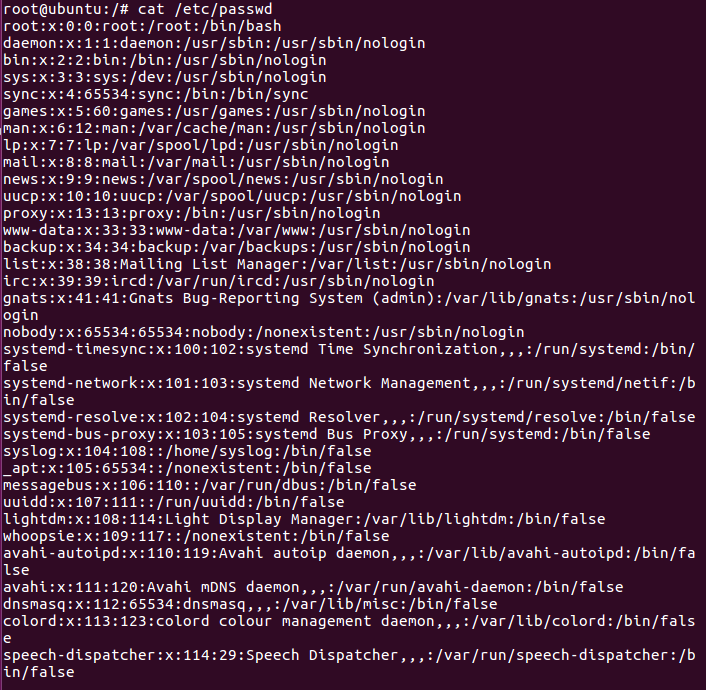 root@ubuntu:/# cat /etc/passwd
root:x:0:0:root:/root:/bin/bash
daemon:x:1:1:daemon:/usr/sbin:/usr/sbin/nologin
bin:x:2:2:bin:/bin:/usr/sbin/nologin
sys:x:3:3:sys:/dev:/usr/sbin/nologin
sync:x:4:65534:sync:/bin:/bin/sync
games:x:5:60:games:/usr/games:/usr/sbin/nologin
man:x:6:12:man:/var/cache/man:/usr/sbin/nologin
lp:x:7:7:lp:/var/spool/lpd:/usr/sbin/nologin
mail:x:8:8:mail:/var/mail:/usr/sbin/nologin
news:x:9:9:news:/var/spool/news:/usr/sbin/nologin
uucp:x:10:10:uucp:/var/spool/uucp:/usr/sbin/nologin
proxy:x:13:13:proxy:/bin:/usr/sbin/nologin
www-data:x:33:33:www-data:/var/www:/usr/sbin/nologin
backup:x:34:34:backup:/var/backups:/usr/sbin/nologin
list:x:38:38:Mailing List Manager:/var/list:/usr/sbin/nologin
irc:x:39:39:ircd:/var/run/ircd:/usr/sbin/nologin
gnats:x:41:41:Gnats Bug-Reporting System (admin):/var/lib/gnats:/usr/sbin/nol
ogin
nobody:x:65534:65534:nobody:/nonexistent:/usr/sbin/nologin
systemd-timesync:x:100:102:systemd Time Synchronization,,,:/run/systemd:/bin/
false
systemd-network:x:101:103:systemd Network Management,,,:/run/systemd/netif:/b
in/false
systemd-resolve:x:102:104:systemd Resolver,,,:/run/systemd/resolve:/bin/false
systemd-bus-proxy:x:103:105:systemd Bus Proxy,,,:/run/systemd:/bin/false
syslog:x:104:108::/home/syslog:/bin/false
_apt:x:105:65534::/nonexistent:/bin/false
messagebus:x:106:110::/var/run/dbus:/bin/false
uuidd:x:107:111::/run/uuidd:/bin/false
lightdm:x:108:114:Light Display Manager:/var/lib/lightdm:/bin/false
whoopsie:x:109:117::/nonexistent:/bin/false
avahi-autoipd:x:110:119:Avahi autoip daemon,,,:/var/lib/avahi-autoipd:/bin/fa
lse
avahi:x:111:120:Avahi mDNS daemon,,,:/var/run/avahi-daemon:/bin/false
dnsmasq:x:112:65534:dnsmasq,,,:/var/lib/misc:/bin/false
colord:x:113:123:colord colour management daemon,,,:/var/lib/colord:/bin/fals
e
speech-dispatcher:x:114:29:Speech Dispatcher,,,:/var/run/speech-dispatcher:/b
in/false